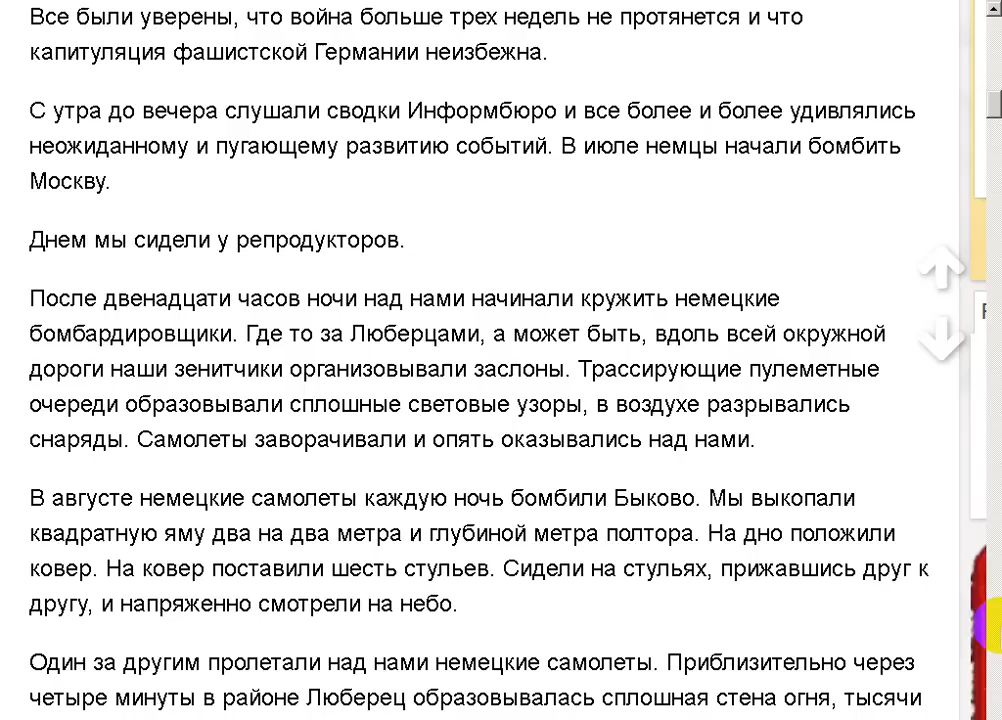 Все были уверены, что война больше трех недель не протянется и что
капитуляция фашистской Германии неизбежна.
С утра до вечера слушали сводки Информбюро и все более и более удивлялись
неожиданному и пугающему развитию событий. В июле немцы начали бомбить
Москву.
Днем мы сидели у репродукторов.
После двенадцати часов ночи над нами начинали кружить немецкие
бомбардировщики. Где то за Люберцами, а может быть, вдоль всей окружной
дороги наши зенитчики организовывали заслоны. Трассирующие пулеметные
очереди образовывали сплошные световые узоры, в воздухе разрывались
снаряды. Самолеты заворачивали и опять оказывались над нами.
В августе немецкие самолеты каждую ночь бомбили Быково. Мы выкопали
квадратную яму два на два метра и глубиной метра полтора. На дно положили
ковер. На ковер поставили шесть стульев. Сидели на стульях, прижавшись друг к
другу, и напряженно смотрели на небо.
Один за другим пролетали над нами немецкие самолеты. Приблизительно через
четыре минуты в районе Люберец образовывалась сплошная стена огня, тысячи